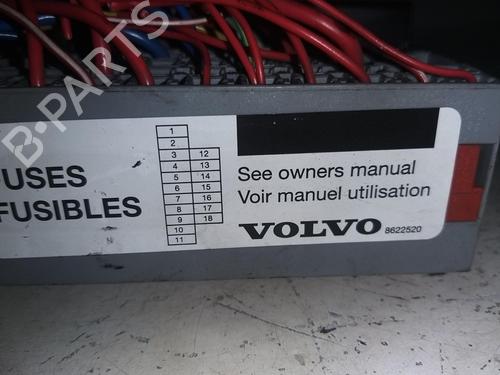 B-PARTS
USES
FUSIBLES
1
2
3 12
4 13
5 14
6 15
7 16
8 17
9 18
10
11
See owners manual
Voir manuel utilisation
VOLVO 8622520